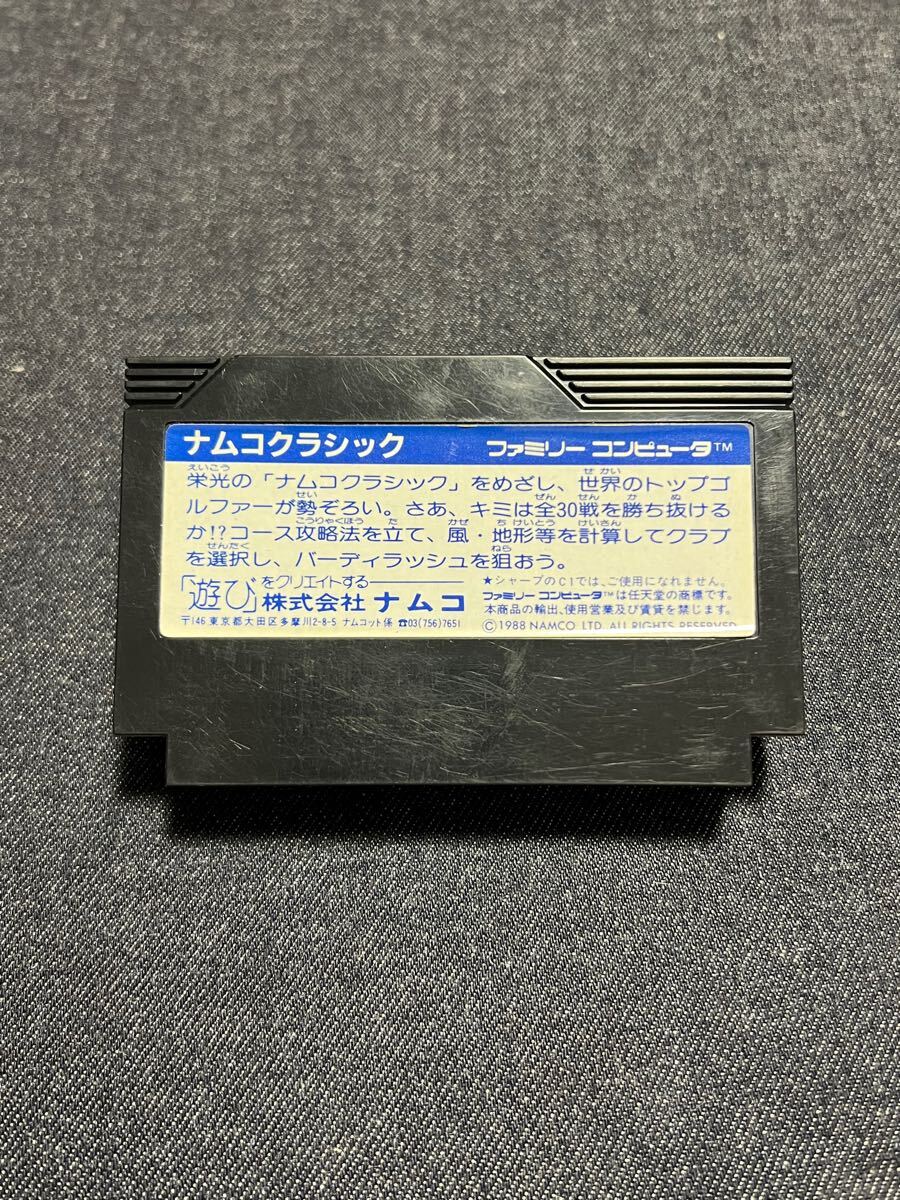 ナムコクラシック ファミリーコンピュータ™
栄光の「ナムコクラシック」をめざし、世界のトップゴ
ルファーが勢ぞろい。さあ、キミは全30戦を勝ち抜ける
か!?コース攻略法を立て、風・地形等を計算してクラブ
を選択し、バーディラッシュを狙おう。
「遊び」をクリエイトする
株式会社 ナムコ
〒146 東京都大田区多摩川2-8-5 ナムコット係 ☎03(756)7651
★シャープのC1では、ご使用になれません。
ファミリーコンピュータ™は任天堂の商標です。
本商品の輸出、使用営業及び賃貸を禁じます。
©1988 NAMCO LTD. ALL RIGHTS RESERVED